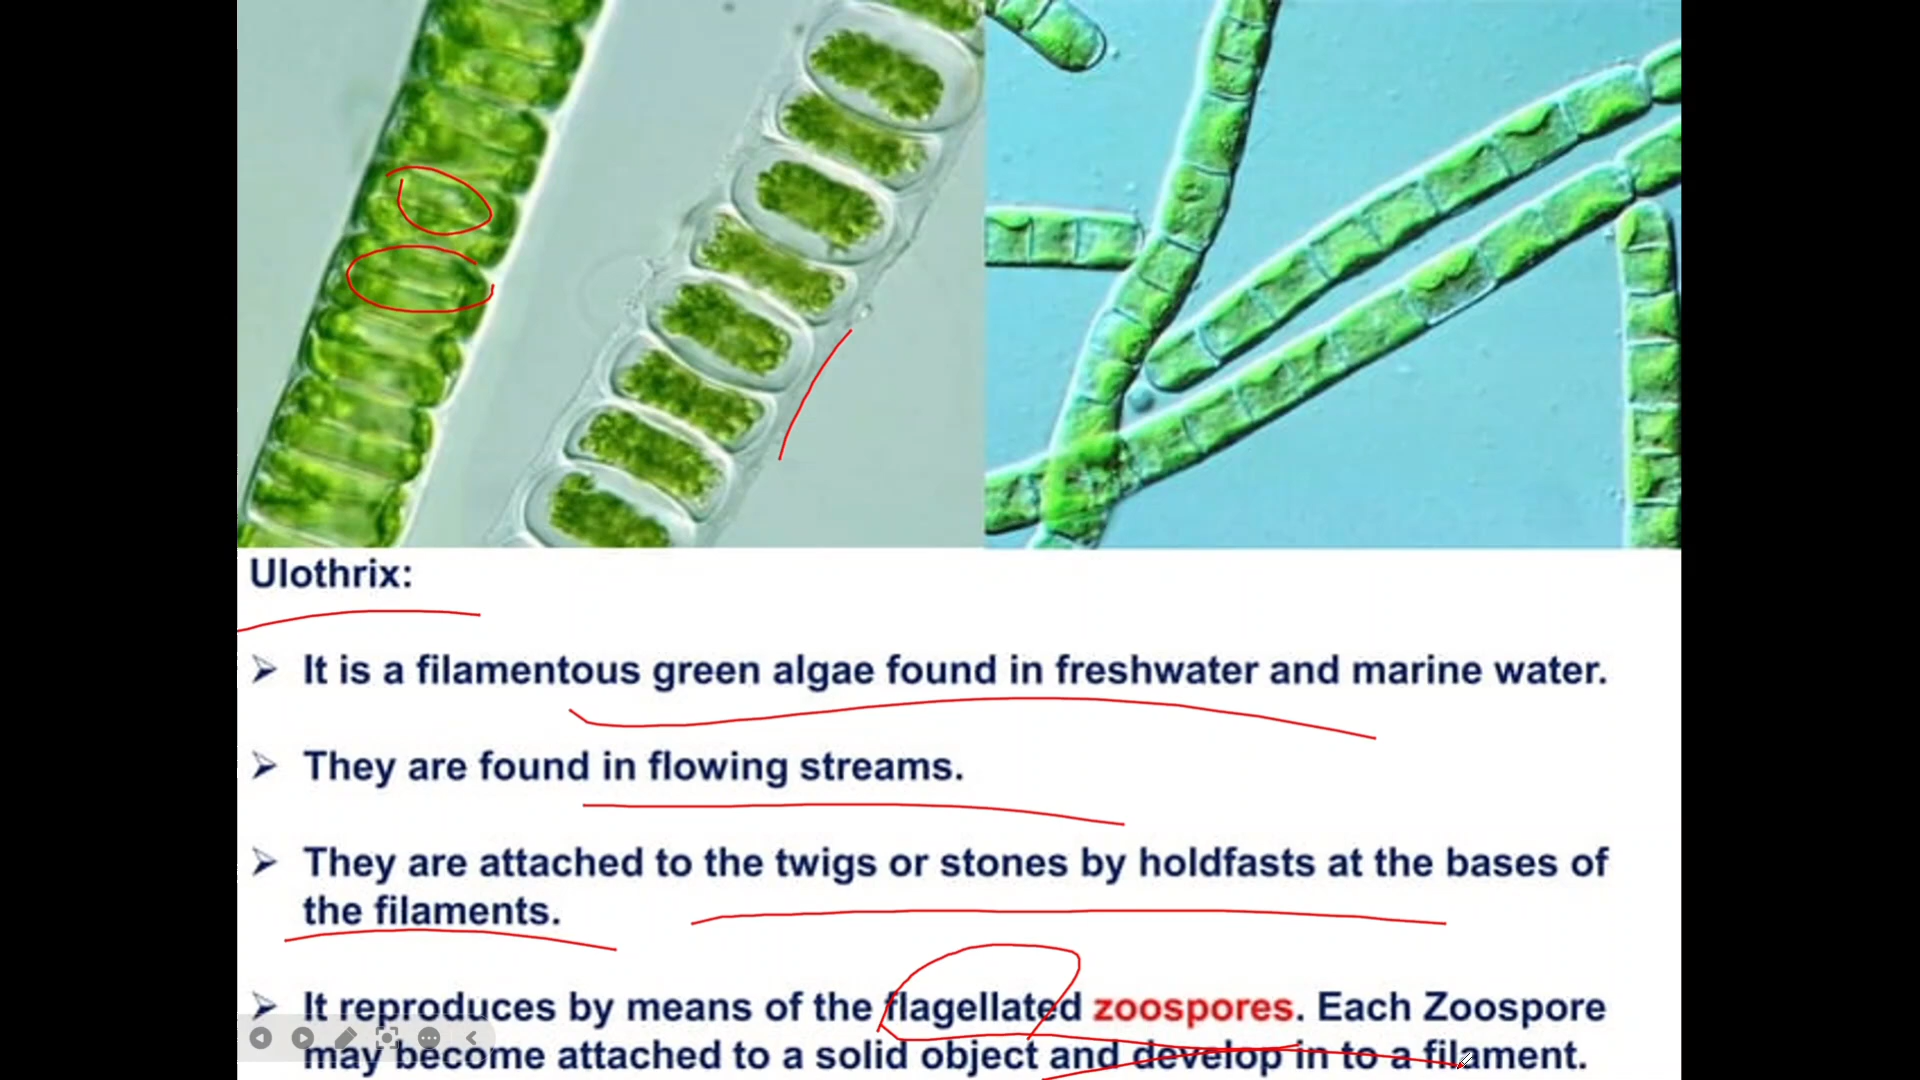 Ulothrix:
➢ It is a filamentous green algae found in freshwater and marine water.
➢ They are found in flowing streams.
➢ They are attached to the twigs or stones by holdfasts at the bases of
the filaments.
➢ It reproduces by means of the flagellated zoospores. Each Zoospore
may become attached to a solid object and develop in to a filament.